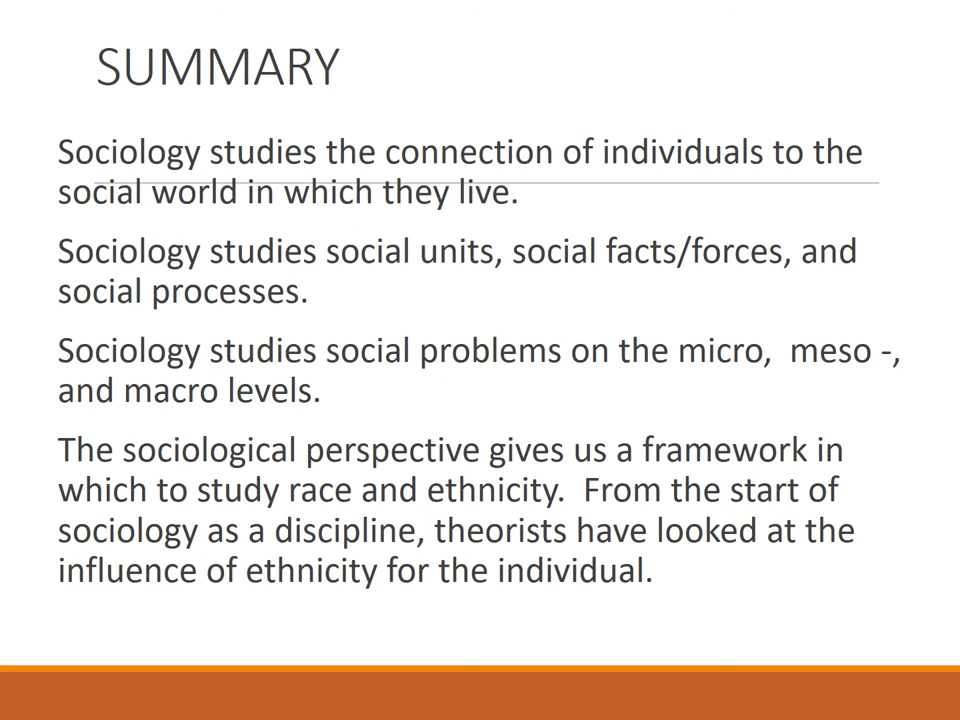 SUMMARY
Sociology studies the connection of individuals to the
social world in which they live.
Sociology studies social units, social facts/forces, and
social processes.
Sociology studies social problems on the micro,  meso -,
and macro levels.
The sociological perspective gives us a framework in
which to study race and ethnicity.  From the start of
sociology as a discipline, theorists have looked at the
influence of ethnicity for the individual.